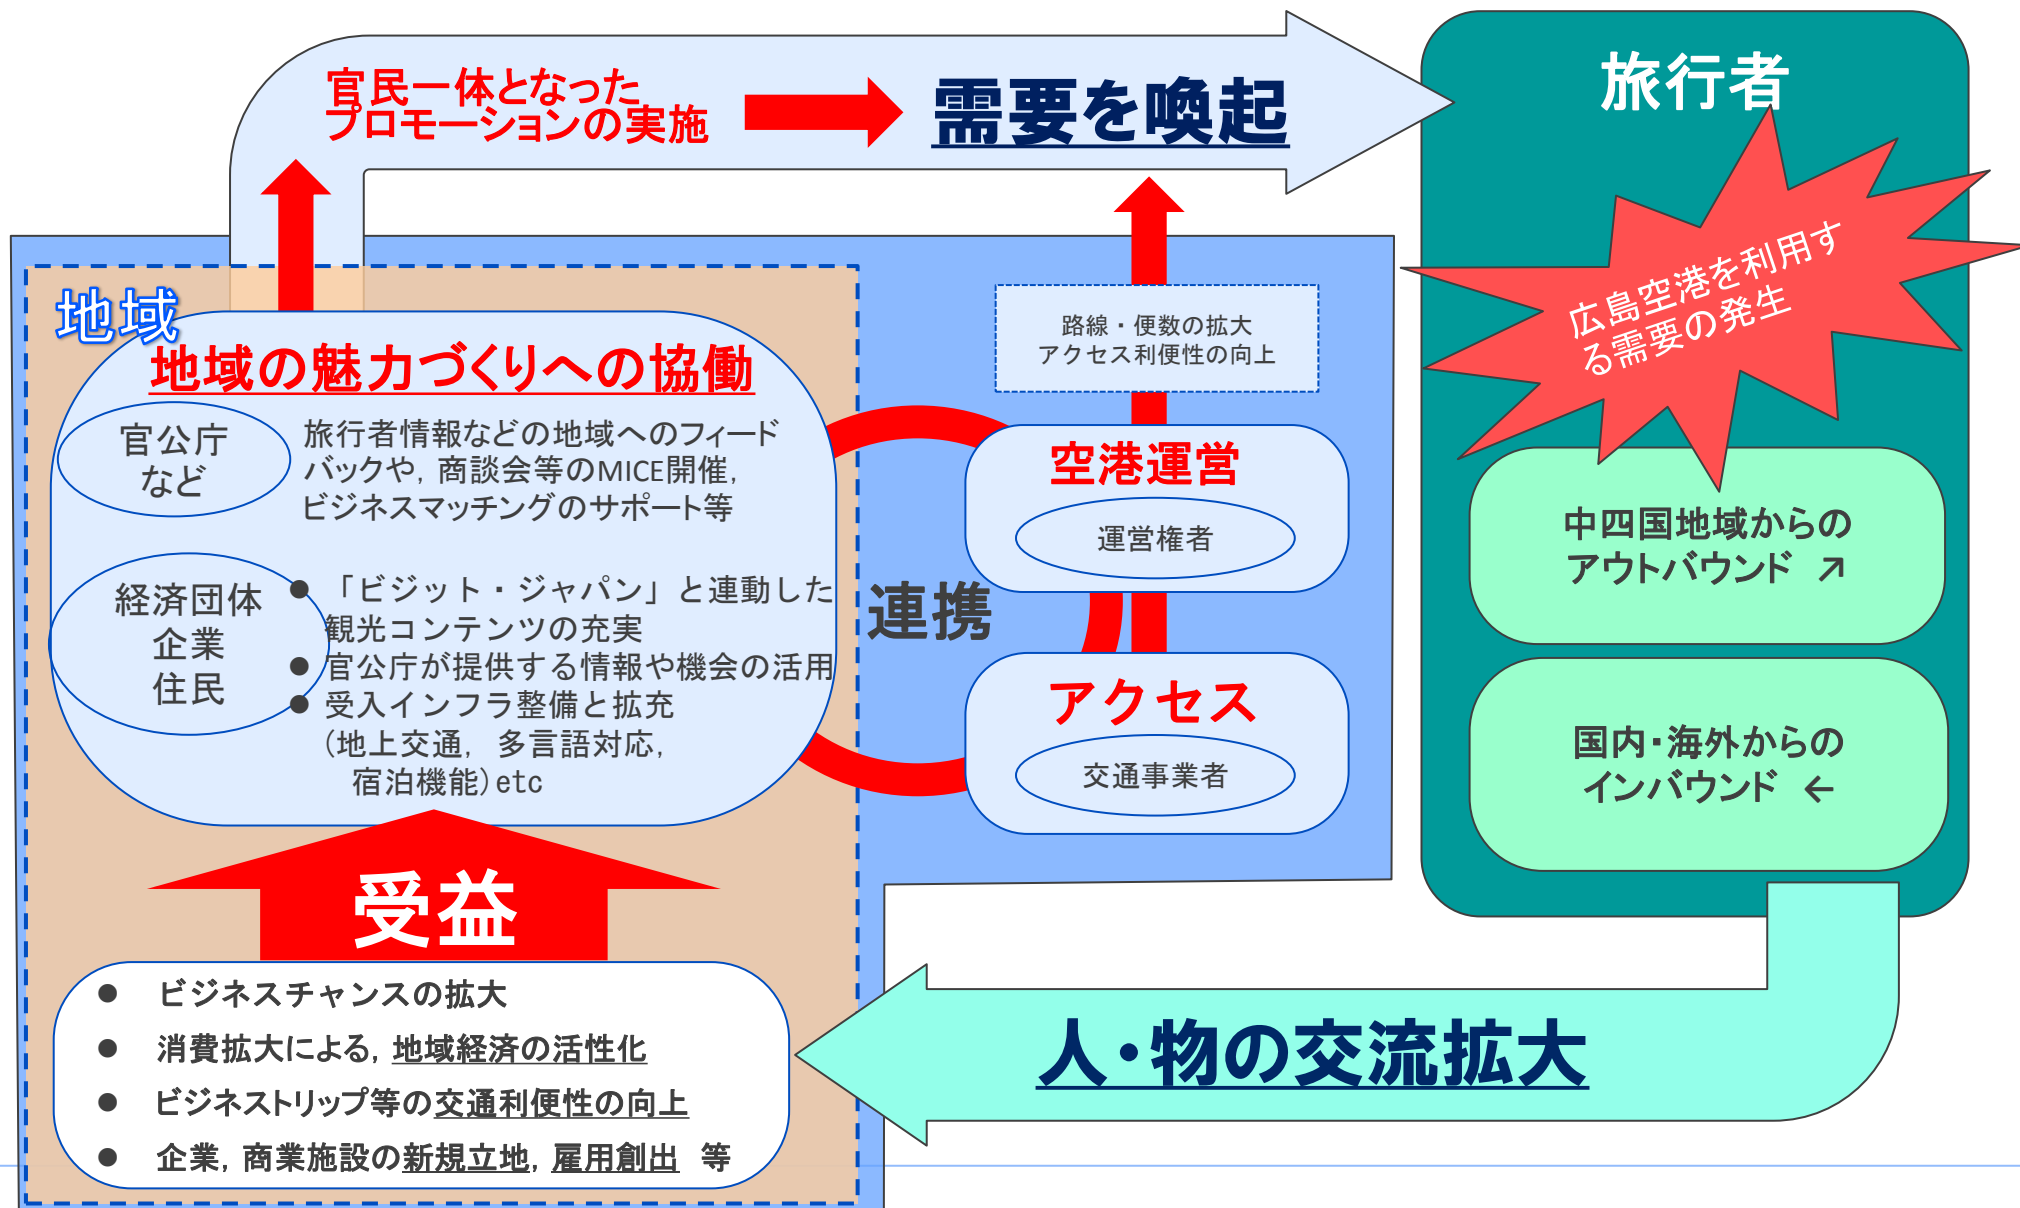 官民一体となった
プロモーションの実施
需要を喚起
旅行者
広島空港を利用す
る需要の発生
中四国地域からの
アウトバウンド ↗
国内・海外からの
インバウンド ←
地域
地域の魅力づくりへの協働
官公庁
など
旅行者情報などの地域へのフィード
バックや，商談会等のMICE開催，
ビジネスマッチングのサポート等
経済団体
企業
住民
● 「ビジット・ジャパン」と連動した
観光コンテンツの充実
● 官公庁が提供する情報や機会の活用
● 受入インフラ整備と拡充
(地上交通，多言語対応，
宿泊機能)etc
連携
路線・便数の拡大
アクセス利便性の向上
空港運営
運営権者
アクセス
交通事業者
受益
● ビジネスチャンスの拡大
● 消費拡大による，地域経済の活性化
● ビジネストリップ等の交通利便性の向上
● 企業，商業施設の新規立地，雇用創出 等
人・物の交流拡大